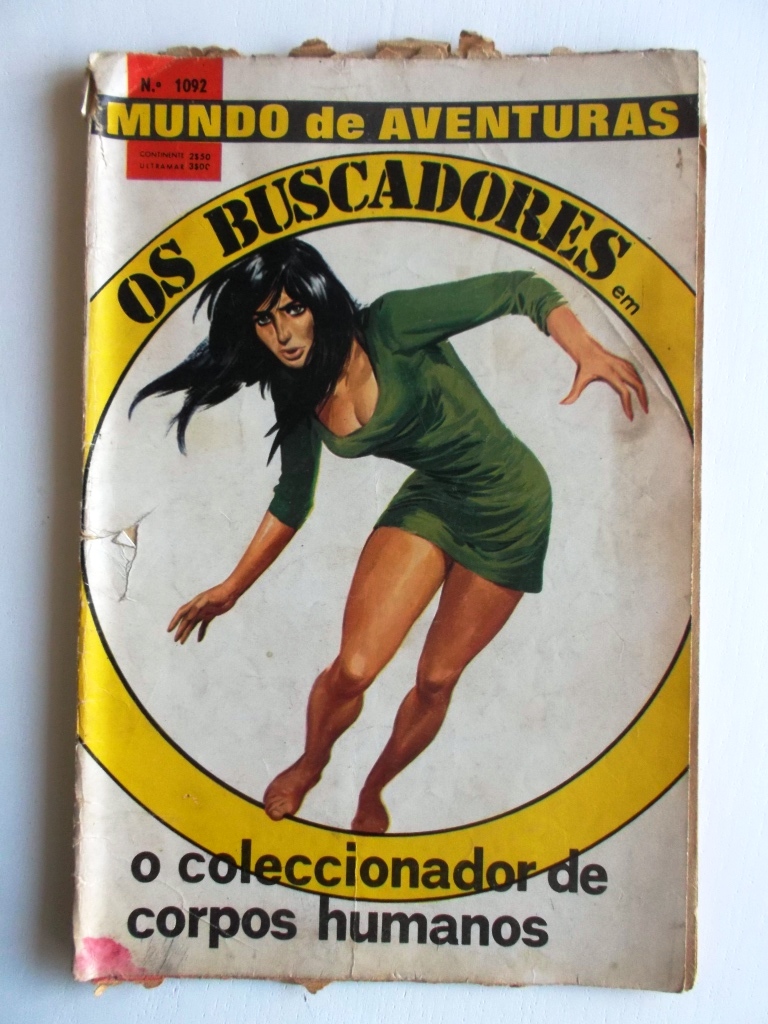 N.º 1092
MUNDO de AVENTURAS
CONTINENTE 2$50
ULTRAMAR 3$00
OS BUSCADORES
em
o coleccionador de
corpos humanos